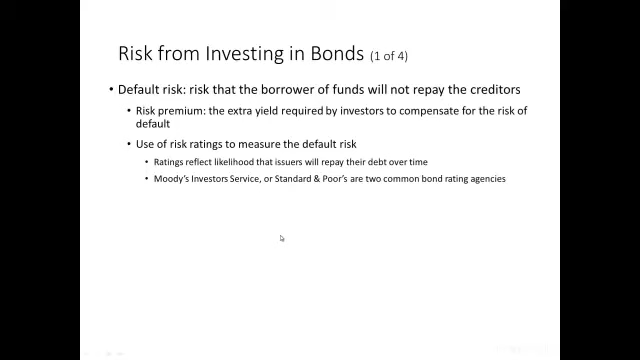 Risk from Investing in Bonds (1 of 4)
• Default risk: risk that the borrower of funds will not repay the creditors
• Risk premium: the extra yield required by investors to compensate for the risk of
default
• Use of risk ratings to measure the default risk
• Ratings reflect likelihood that issuers will repay their debt over time
• Moody's Investors Service, or Standard & Poor's are two common bond rating agencies